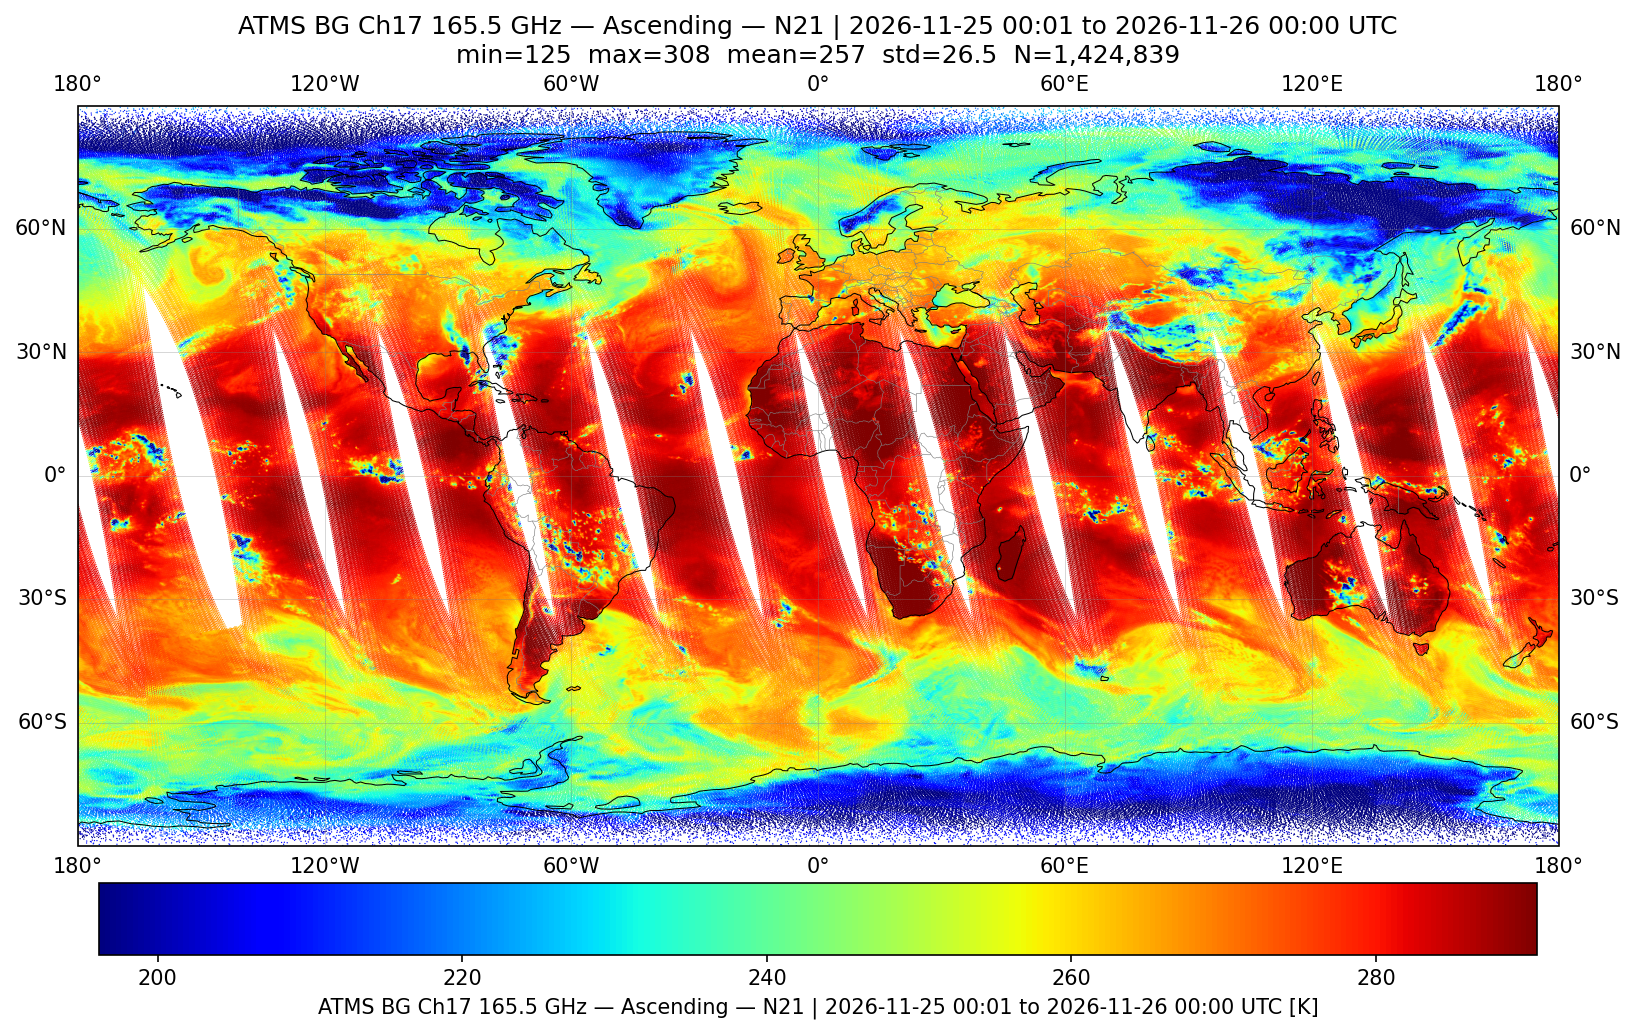 ATMS BG Ch17 165.5 GHz — Ascending — N21 | 2026-11-25 00:01 to 2026-11-26 00:00 UTC
min=125  max=308  mean=257  std=26.5  N=1,424,839
180° 120°W 60°W 0° 60°E 120°E 180°
60°N 60°N
30°N 30°N
0° 0°
30°S 30°S
60°S 60°S
180° 120°W 60°W 0° 60°E 120°E 180°
200 220 240 260 280
ATMS BG Ch17 165.5 GHz — Ascending — N21 | 2026-11-25 00:01 to 2026-11-26 00:00 UTC [K]